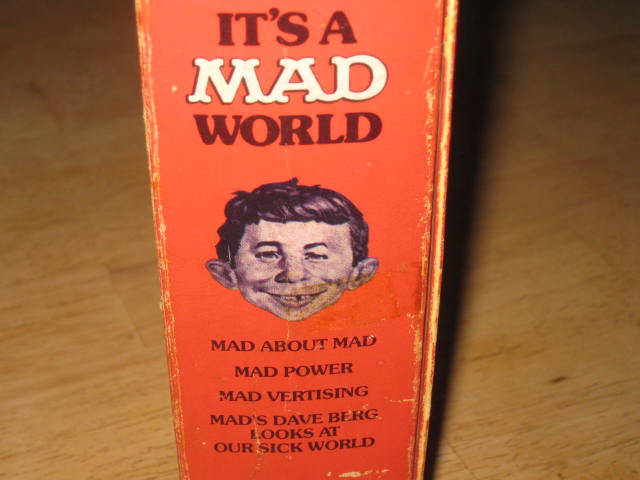 IT'S A
MAD
WORLD
MAD ABOUT MAD
MAD POWER
MAD VERTISING
MAD'S DAVE BERG
LOOKS AT
OUR SICK WORLD